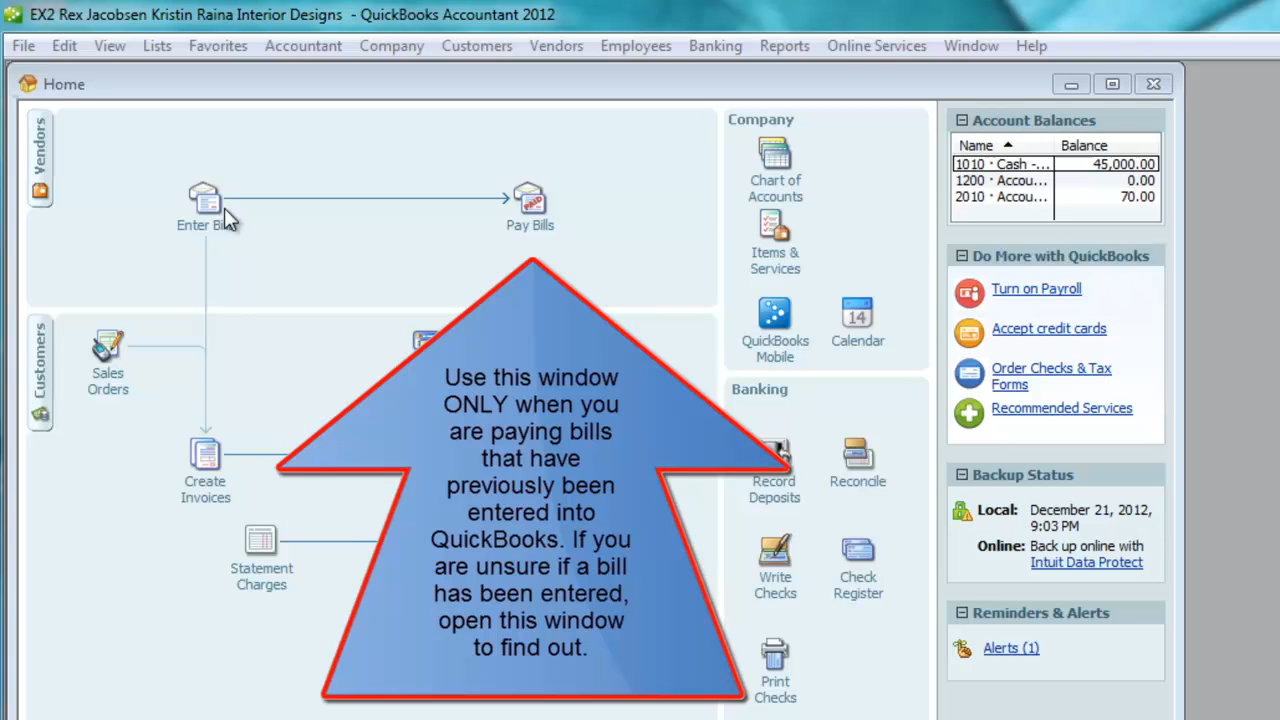 EX2 Rex Jacobsen Kristin Raina Interior Designs - QuickBooks Accountant 2012
File Edit View Lists Favorites Accountant Company Customers Vendors Employees Banking Reports Online Services Window Help
Home
Vendors
Enter
Pay Bills
Customers
Sales
Orders
Create
Invoices
Statement
Charges
Use this window
ONLY when you
are paying bills
that have
previously been
entered into
QuickBooks. If you
are unsure if a bill
has been entered,
open this window
to find out.
PAID
Company
Chart of
Accounts
Items &
Services
QuickBooks
Mobile
14
Calendar
Banking
Record
Deposits
Reconcile
Write
Checks
Check
Register
Print
Checks
Account Balances
Name Balance
1010 · Cash -... 45,000.00
1200 · Accou... 0.00
2010 · Accou... 70.00
Do More with QuickBooks
Turn on Payroll
Accept credit cards
Order Checks & Tax
Forms
Recommended Services
Backup Status
Local: December 21, 2012,
9:03 PM
Online: Back up online with
Intuit Data Protect
Reminders & Alerts
Alerts (1)